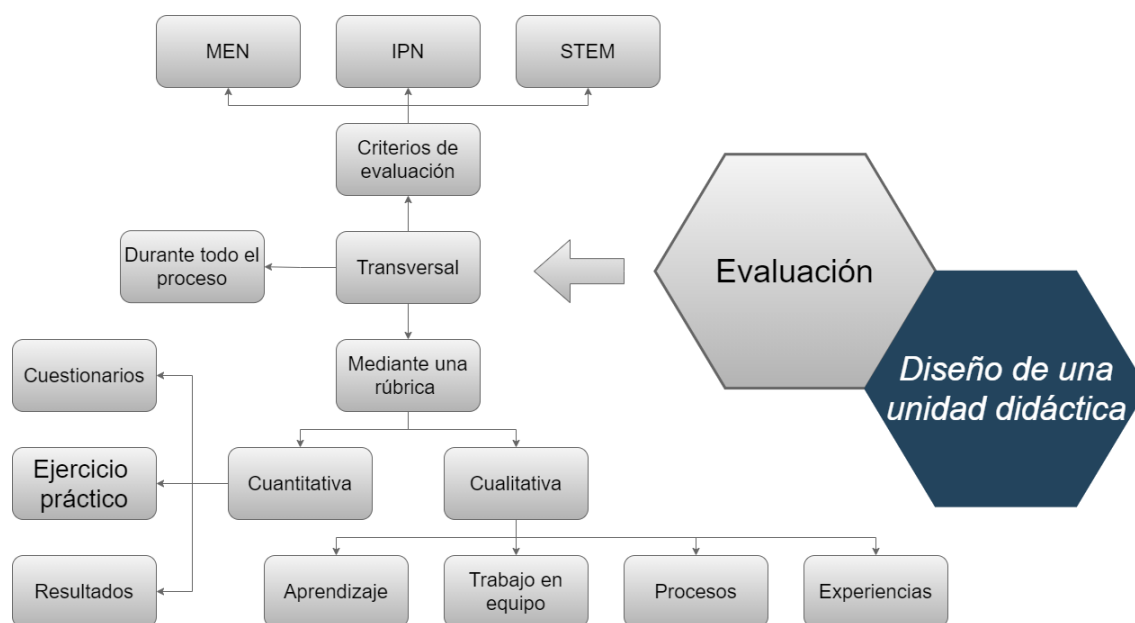 MEN
IPN
STEM
Criterios de
evaluación
Durante todo el
proceso
Transversal
Evaluación
Diseño de una
unidad didáctica
Cuestionarios
Mediante una
rúbrica
Ejercicio
práctico
Cuantitativa
Cualitativa
Resultados
Aprendizaje
Trabajo en
equipo
Procesos
Experiencias